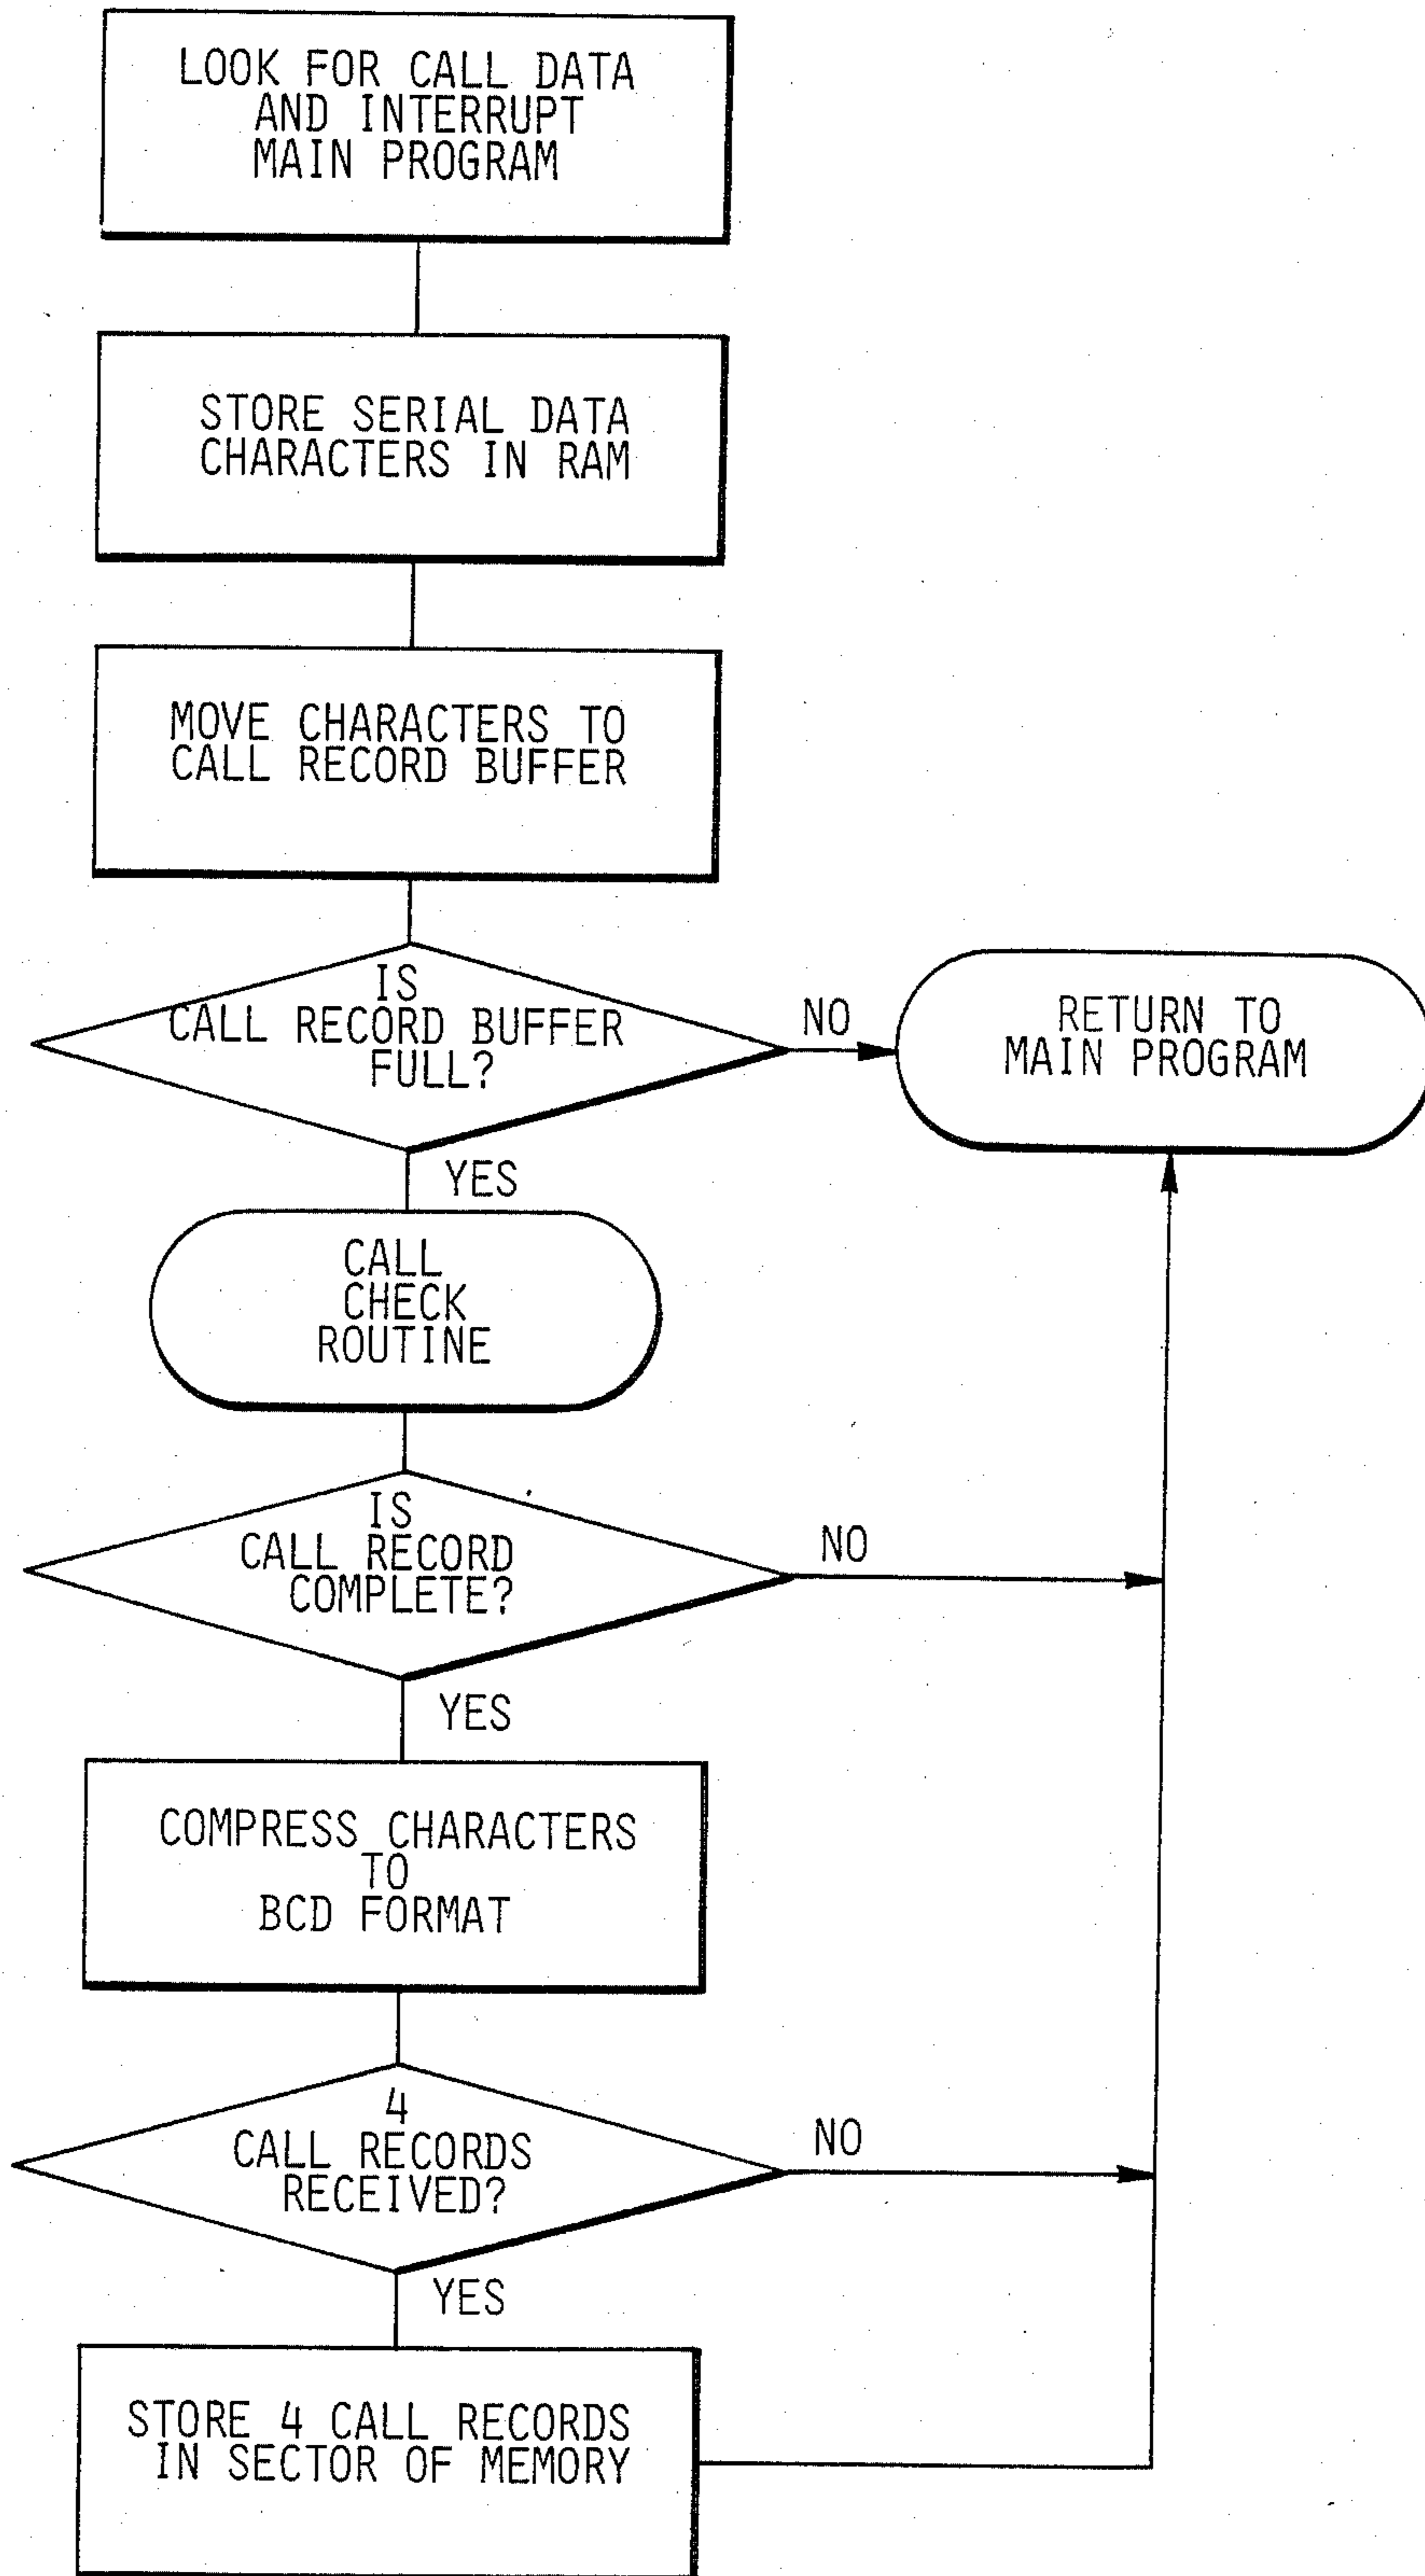 LOOK FOR CALL DATA
AND INTERRUPT
MAIN PROGRAM
STORE SERIAL DATA
CHARACTERS IN RAM
MOVE CHARACTERS TO
CALL RECORD BUFFER
IS
CALL RECORD BUFFER
FULL?
NO
RETURN TO
MAIN PROGRAM
YES
CALL
CHECK
ROUTINE
IS
CALL RECORD
COMPLETE?
NO
YES
COMPRESS CHARACTERS
TO
BCD FORMAT
4
CALL RECORDS
RECEIVED?
NO
YES
STORE 4 CALL RECORDS
IN SECTOR OF MEMORY